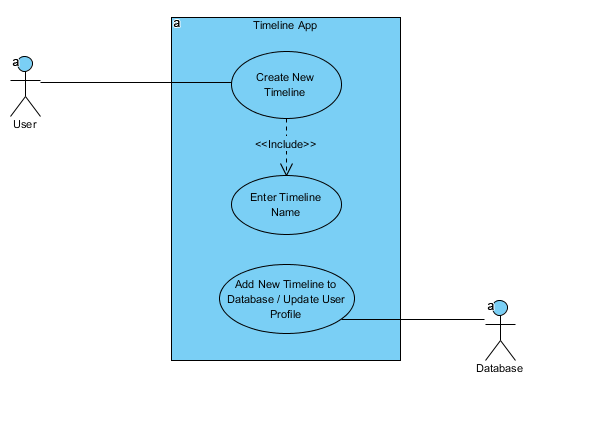 a
Timeline App
a
User
Create New
Timeline
<<Include>>
Enter Timeline
Name
Add New Timeline to
Database / Update User
Profile
a
Database